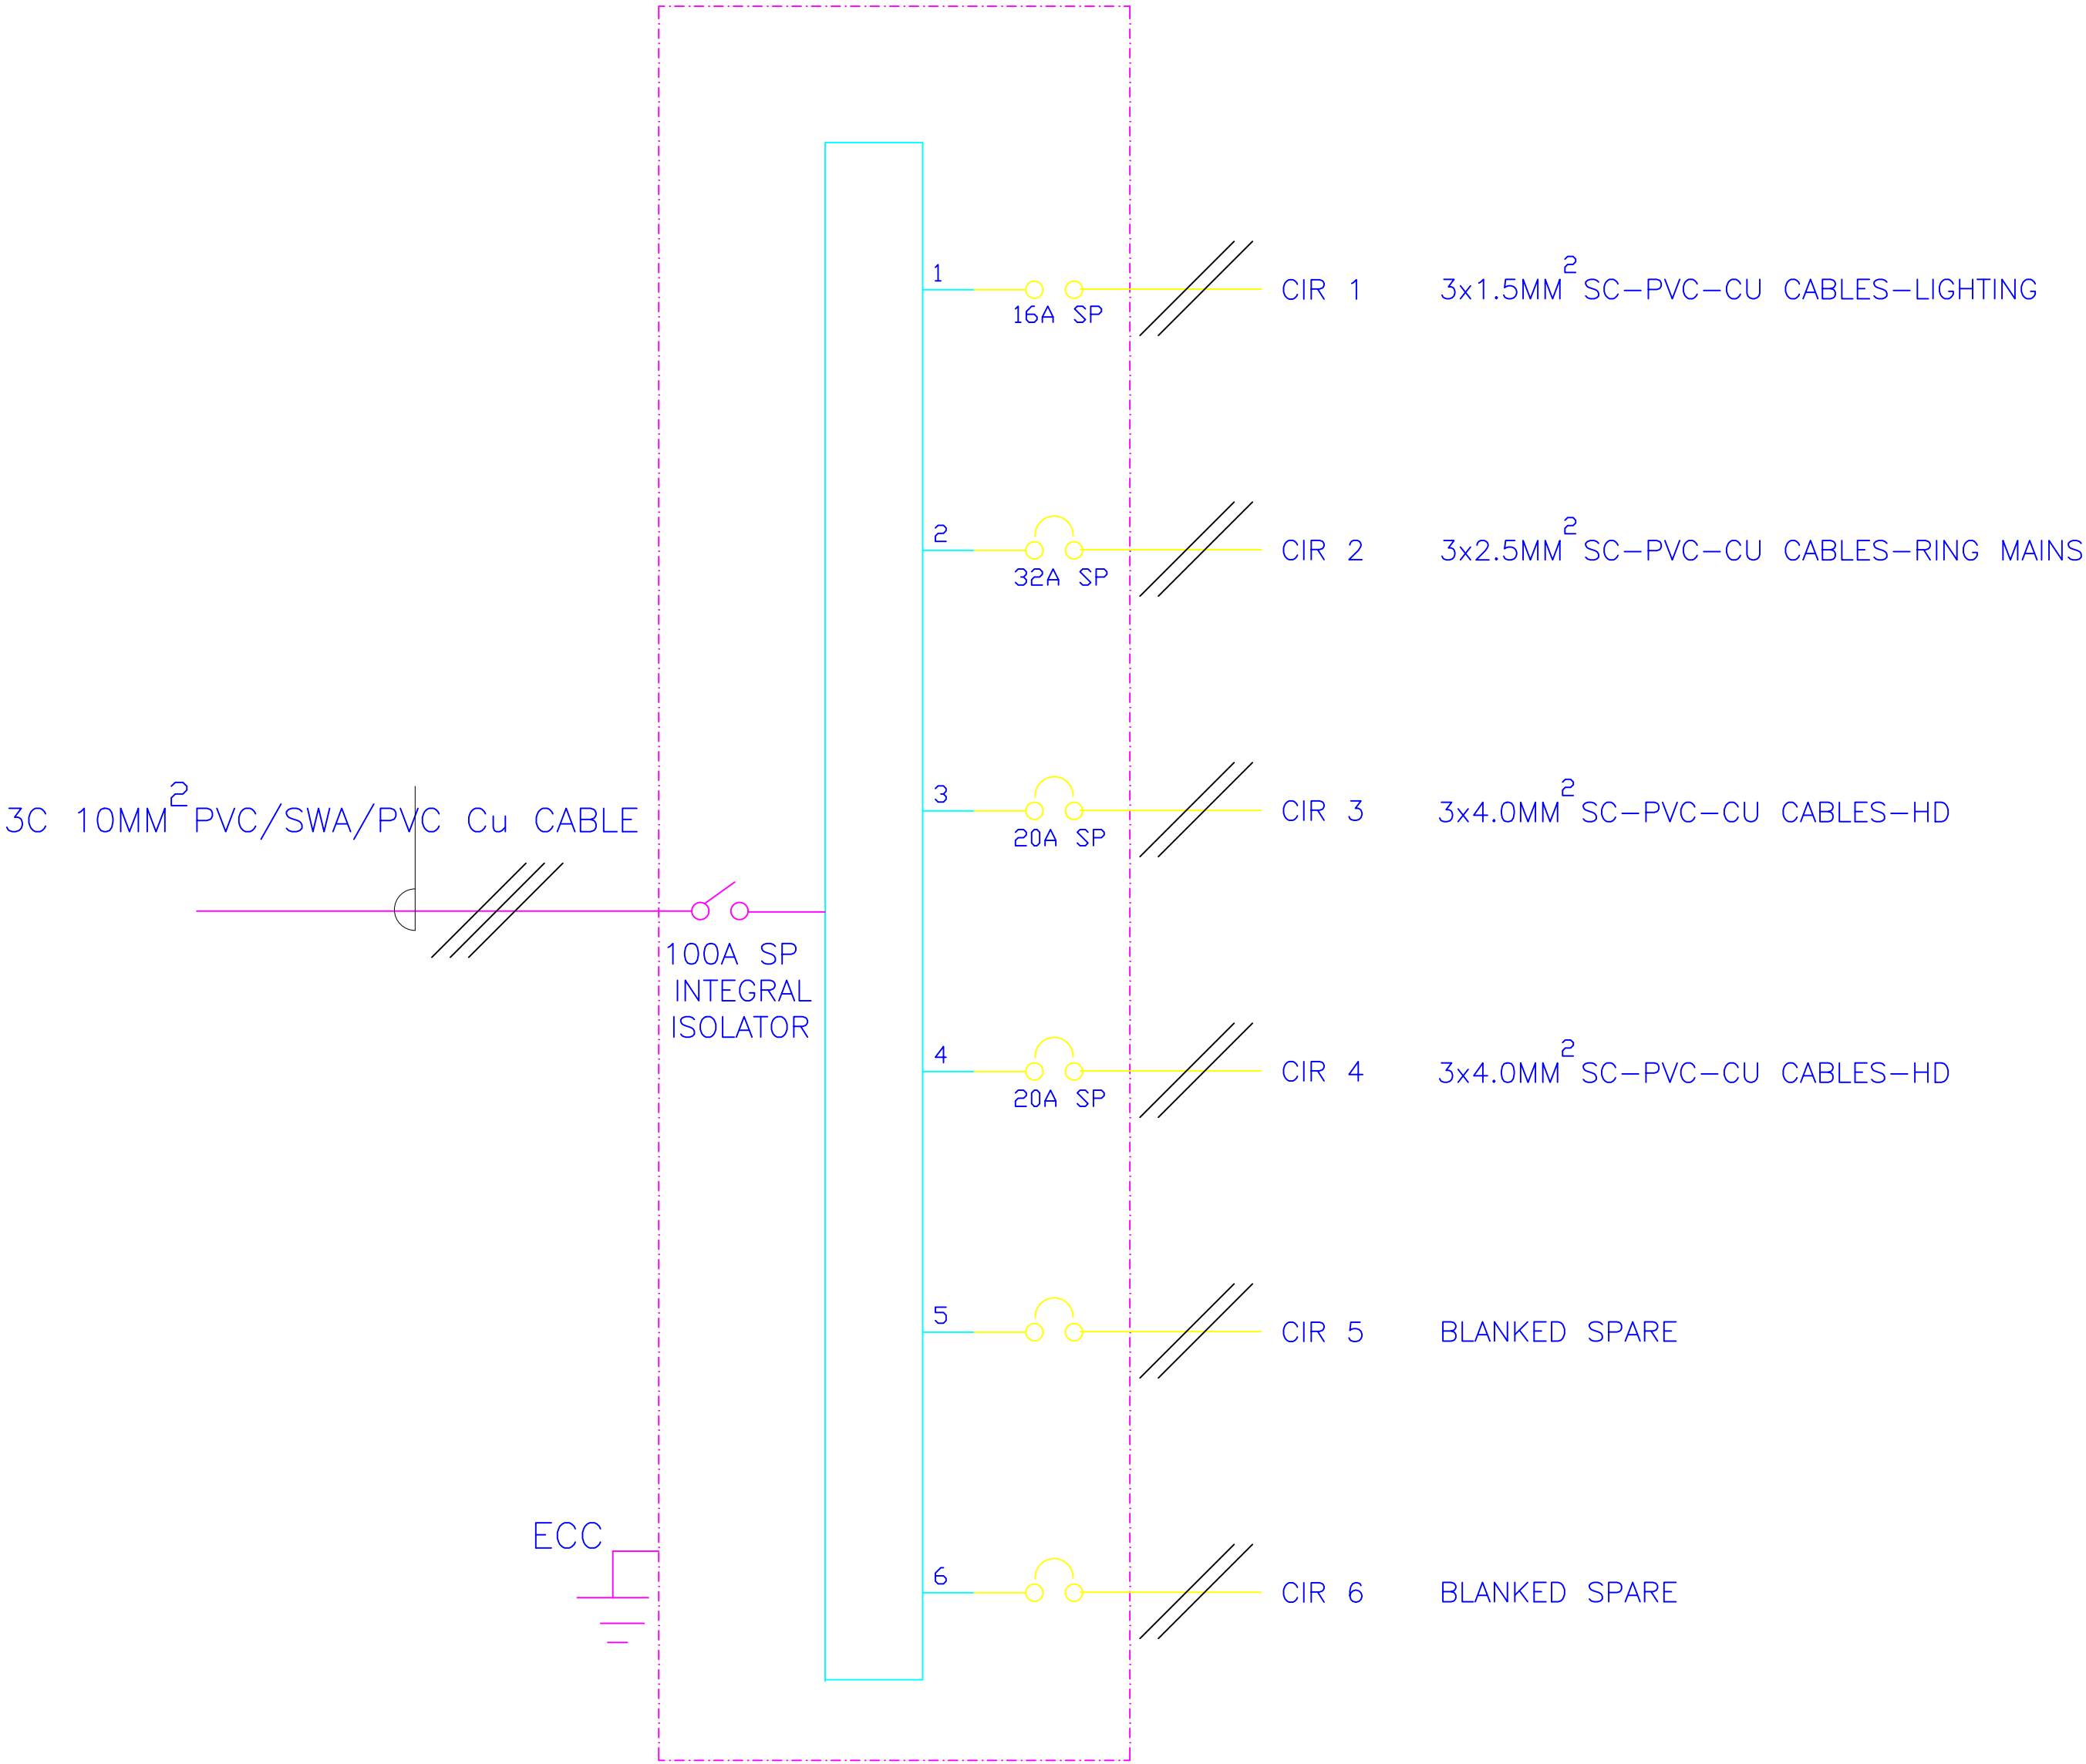 1
16A SP
CIR 1
3x1.5MM² SC-PVC-CU CABLES-LIGHTING
2
32A SP
CIR 2
3x2.5MM² SC-PVC-CU CABLES-RING MANS
3C 10MM² PVC/SWA/PVC Cu CABLE
3
20A SP
CIR 3
3x4.0MM² SC-PVC-CU CABLES-HD
100A SP
INTEGRAL
ISOLATOR
4
20A SP
CIR 4
3x4.0MM² SC-PVC-CU CABLES-HD
5
CIR 5
BLANKED SPARE
ECC
6
CIR 6
BLANKED SPARE